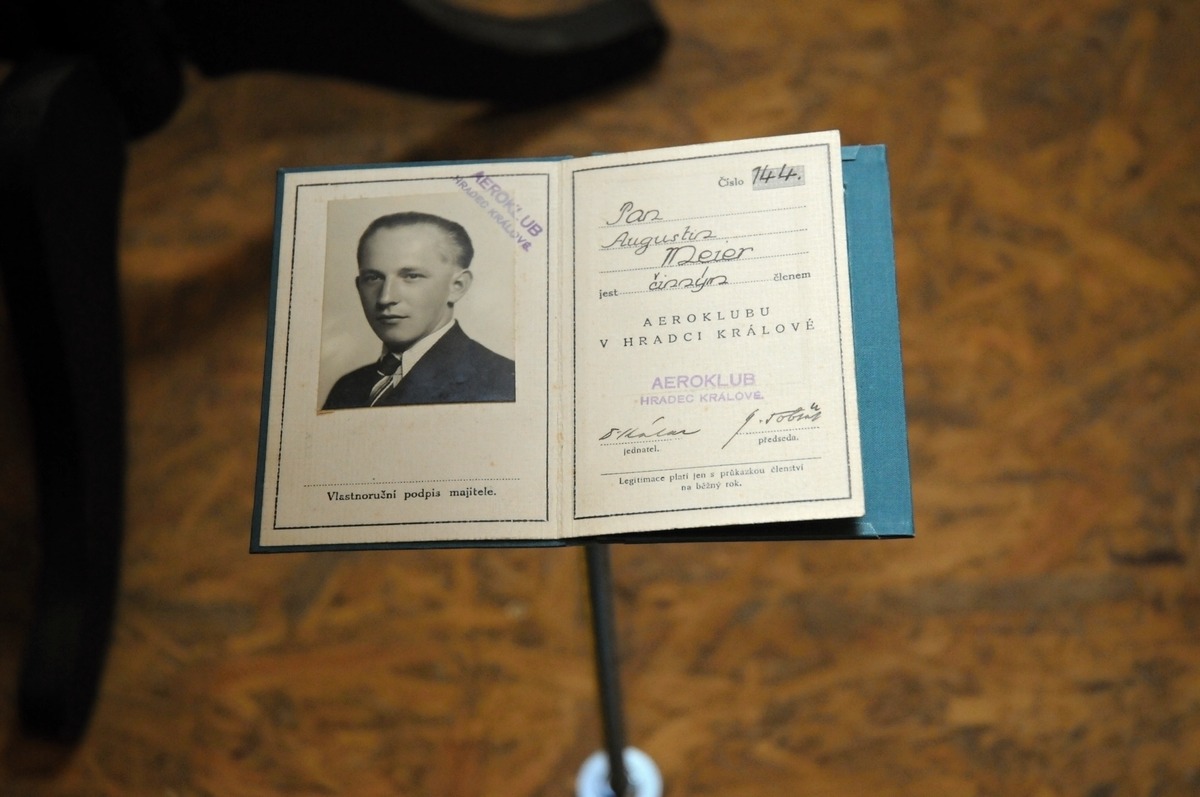 AEROKLUB
HRADEC KRÁLOVÉ
Vlastnoruční podpis majitele.
Číslo 144.
Pan
Augustin
Meier
jest činným členem
AEROKLUBU
V HRADCI KRÁLOVÉ
AEROKLUB
HRADEC KRÁLOVÉ
jednatel. předseda.
Legitimace platí jen s průkazkou členství
na běžný rok.